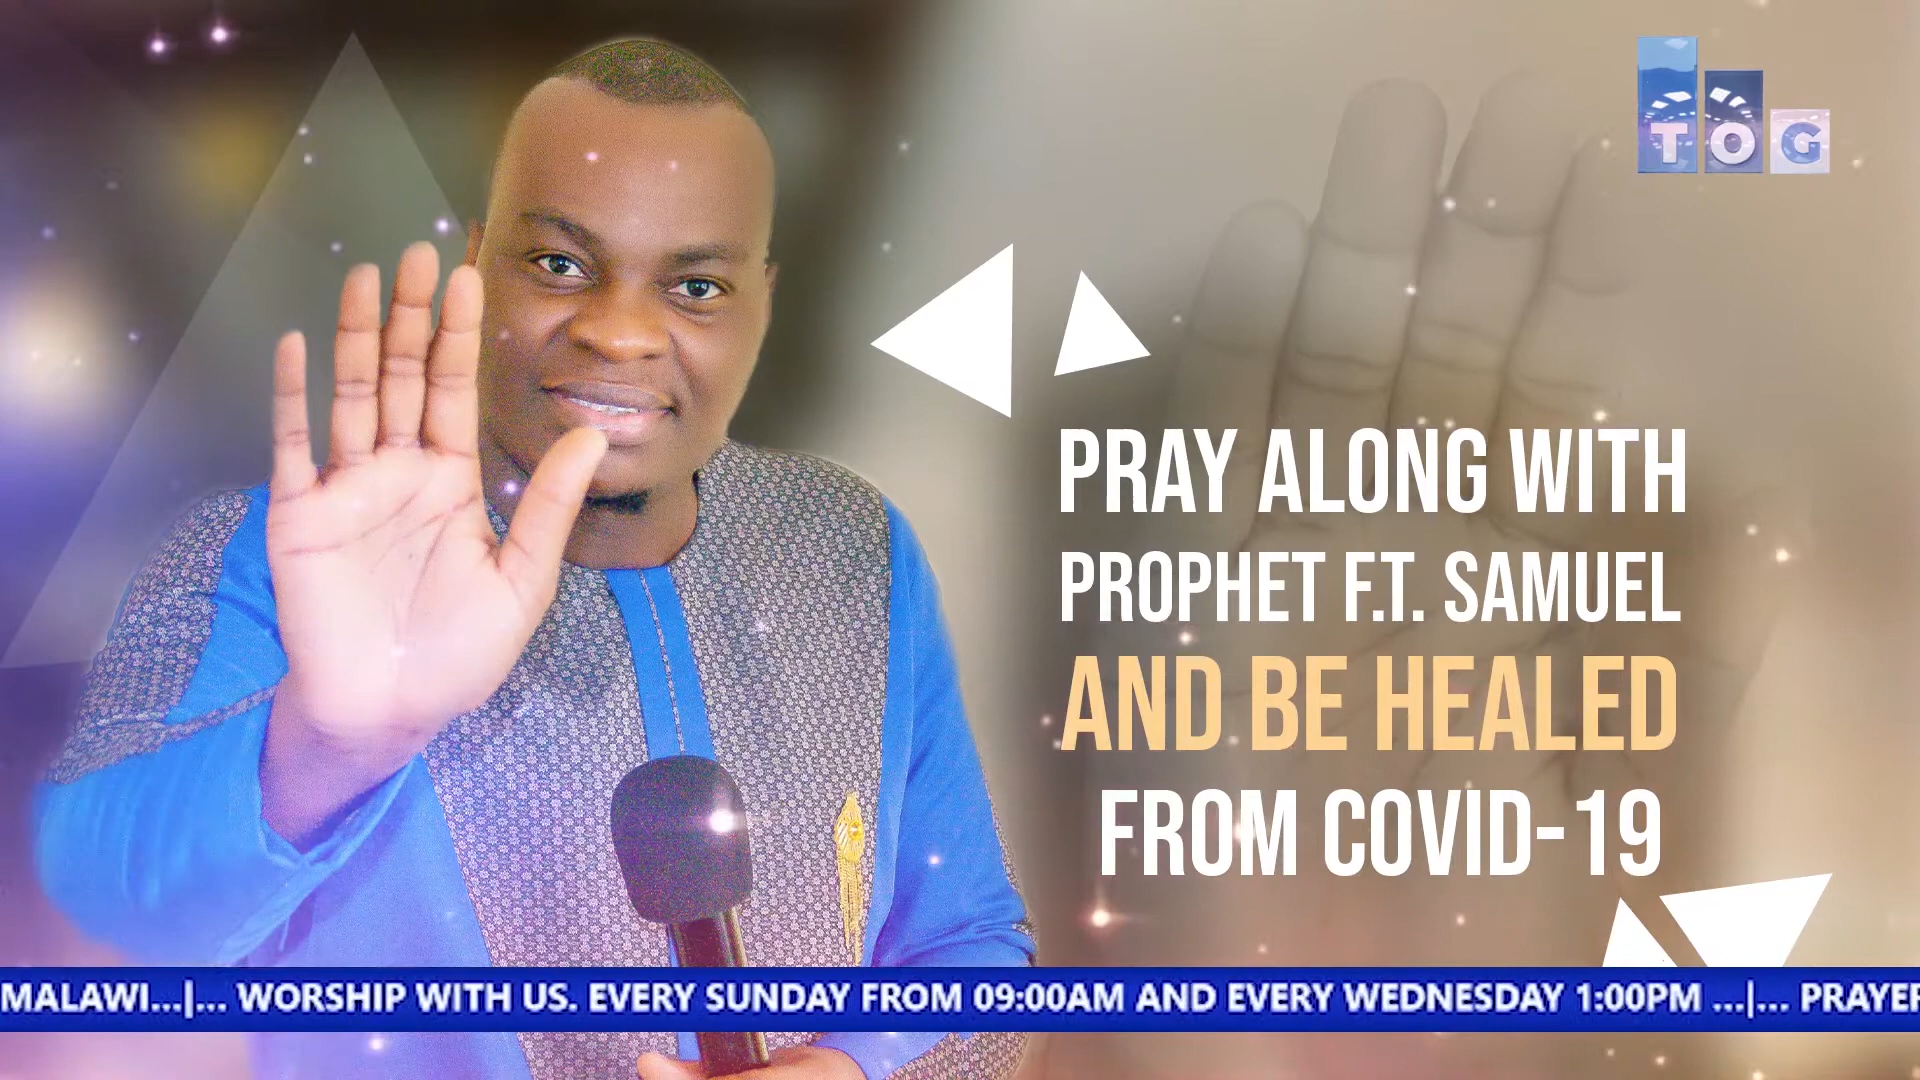 TOG
PRAY ALONG WITH
PROPHET F.T. SAMUEL
AND BE HEALED
FROM COVID-19
MALAWI...|... WORSHIP WITH US. EVERY SUNDAY FROM 09:00AM AND EVERY WEDNESDAY 1:00PM ...|... PRAYER